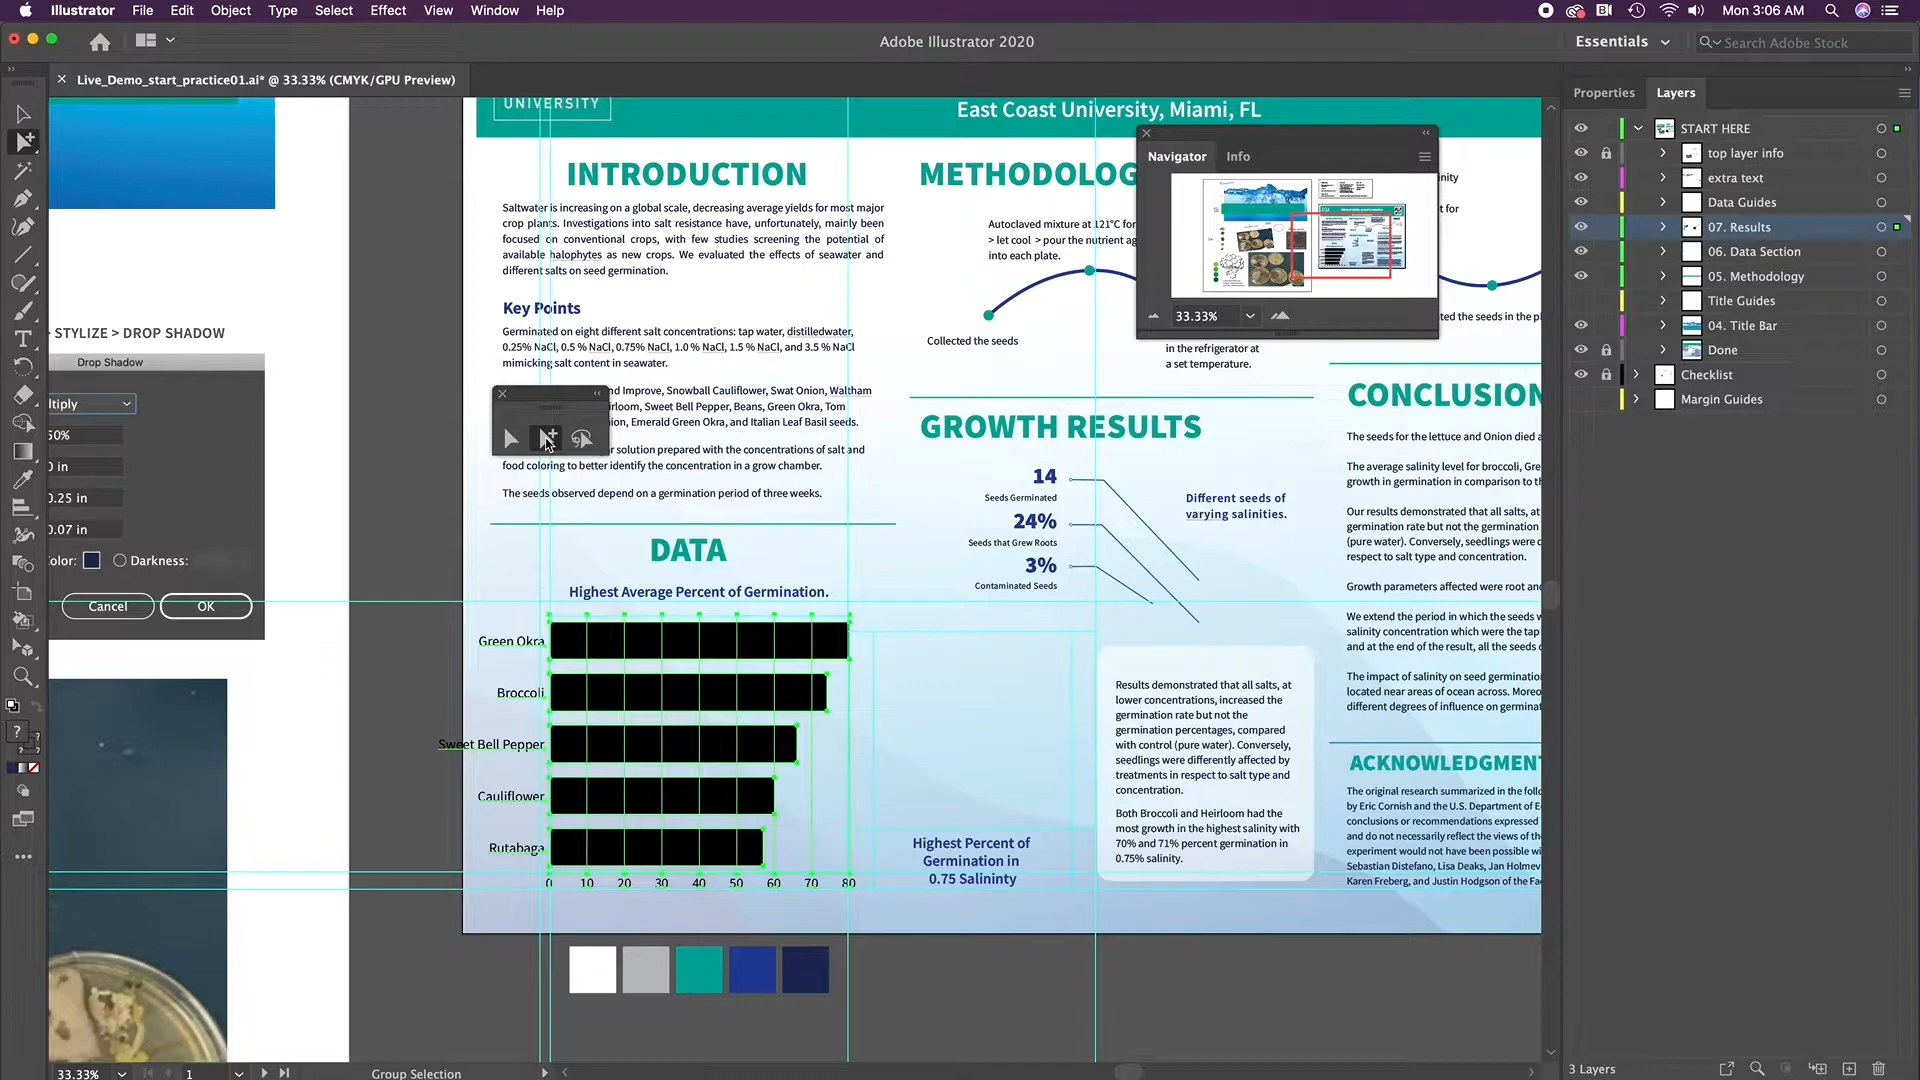 Illustrator File Edit Object Type Select Effect View Window Help
Mon 3:06 AM
Adobe Illustrator 2020
Essentials
Search Adobe Stock
Live_Demo_start_practice01.ai* @ 33.33% (CMYK/GPU Preview)
UNIVERSITY
East Coast University, Miami, FL
STYLIZE > DROP SHADOW
Drop Shadow
50%
0 in
0.25 in
0.07 in
Darkness:
Cancel
OK
INTRODUCTION
Saltwater is increasing on a global scale, decreasing average yields for most major
crop plants. Investigations into salt resistance have, unfortunately, mainly been
focused on conventional crops, with few studies screening the potential of
available halophytes as new crops. We evaluated the effects of seawater and
different salts on seed germination.
Key Points
Germinated on eight different salt concentrations: tap water, distilledwater,
0.25% NaCl, 0.5 % NaCl, 0.75% NaCl, 1.0 % NaCl, 1.5 % NaCl, and 3.5 % NaCl
mimicking salt content in seawater.
nd Improve, Snowball Cauliflower, Swat Onion, Waltham
irloom, Sweet Bell Pepper, Beans, Green Okra, Tom
ion, Emerald Green Okra, and Italian Leaf Basil seeds.
r solution prepared with the concentrations of salt and
food coloring to better identify the concentration in a grow chamber.
The seeds observed depend on a germination period of three weeks.
DATA
Highest Average Percent of Germination.
Green Okra
Broccoli
Sweet Bell Pepper
Cauliflower
Rutabaga
0 10 20 30 40 50 60 70 80
METHODOLOG
Autoclaved mixture at 121°C for
> let cool > pour the nutrient ag
into each plate.
Collected the seeds
in the refrigerator at
a set temperature.
Navigator
Info
33.33%
GROWTH RESULTS
14
Seeds Germinated
24%
Seeds that Grew Roots
3%
Contaminated Seeds
Different seeds of
varying salinities.
Results demonstrated that all salts, at
lower concentrations, increased the
germination rate but not the
germination percentages, compared
with control (pure water). Conversely,
seedlings were differently affected by
treatments in respect to salt type and
concentration.
Both Broccoli and Heirloom had the
most growth in the highest salinity with
70% and 71% percent germination in
0.75% salinity.
Highest Percent of
Germination in
0.75 Salininty
CONCLUSION
The seeds for the lettuce and Onion died a
The average salinity level for broccoli, Gre
growth in germination in comparison to th
Our results demonstrated that all salts, at
germination rate but not the germination
(pure water). Conversely, seedlings were d
respect to salt type and concentration.
Growth parameters affected were root an
We extend the period in which the seeds w
salinity concentration which were the tap
and at the end of the result, all the seeds
The impact of salinity on seed germination
located near areas of ocean across. Moreo
different degrees of influence on germinat
ACKNOWLEDGMENT
The original research summarized in the follo
by Eric Cornish and the U.S. Department of E
conclusions or recommendations expressed
and do not necessarily reflect the views of th
experiment would not have been possible wi
Sebastian Distefano, Lisa Deaks, Jan Holmev
Karen Freberg, and Justin Hodgson of the Fac
Properties
Layers
START HERE
top layer info
extra text
Data Guides
07. Results
06. Data Section
05. Methodology
Title Guides
04. Title Bar
Done
Checklist
Margin Guides
33.33%
1
Group Selection
3 Layers